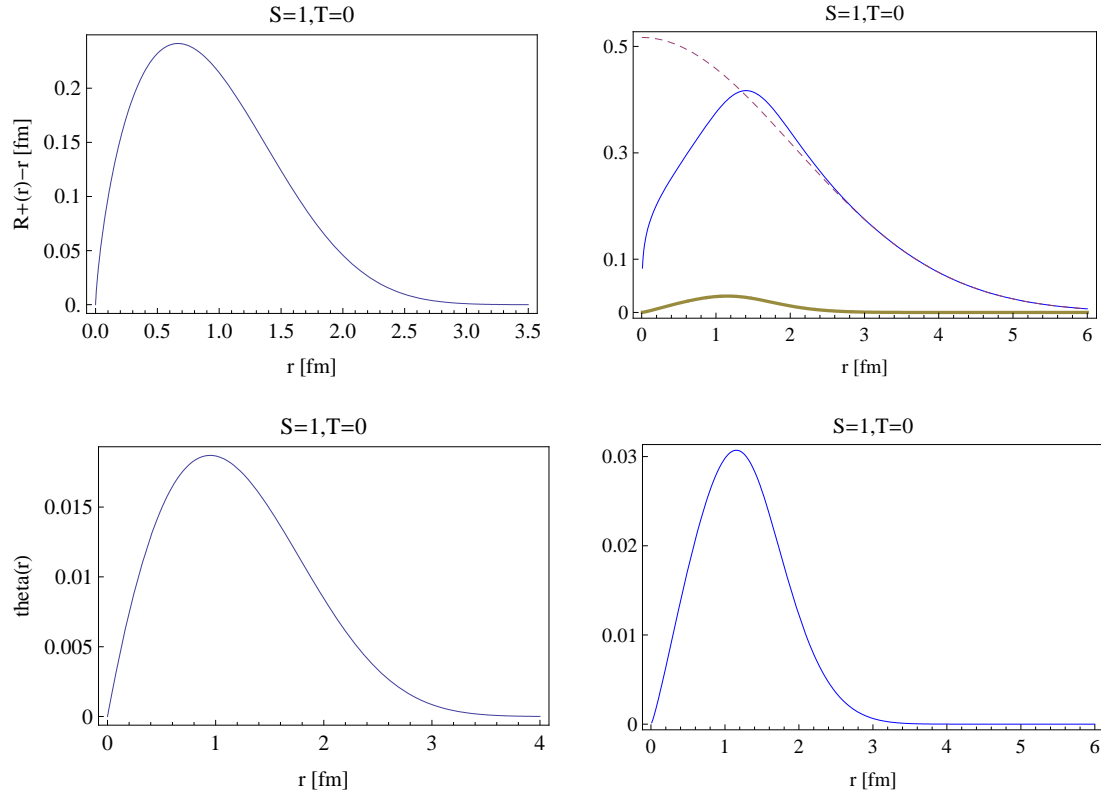 S=1,T=0
R+(r)−r [fm]
0.2
0.15
0.1
0.05
0.
0.0 0.5 1.0 1.5 2.0 2.5 3.0 3.5
r [fm]
S=1,T=0
0.5
0.3
0.1
0
0 1 2 3 4 5 6
r [fm]
S=1,T=0
theta(r)
0.015
0.01
0.005
0
0 1 2 3 4
r [fm]
S=1,T=0
0.03
0.02
0.01
0
0 1 2 3 4 5 6
r [fm]